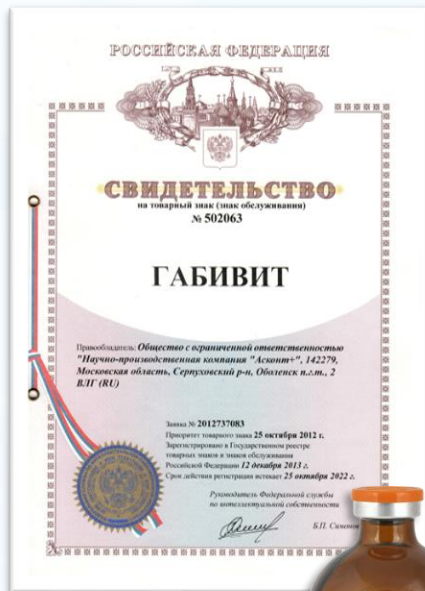 РОССИЙСКАЯ ФЕДЕРАЦИЯ
СВИДЕТЕЛЬСТВО
на товарный знак (знак обслуживания)
№ 502063
ГАБИВИТ
Правообладатель: Общество с ограниченной ответственностью
"Научно-производственная компания "Асконт+", 142279,
Московская область, Серпуховский р-н, Оболенск п.г.т., 2
ВЛГ (RU)
Заявка № 2012737083
Приоритет товарного знака 25 октября 2012 г.
Зарегистрировано в Государственном реестре
товарных знаков и знаков обслуживания
Российской Федерации 12 декабря 2013 г.
Срок действия регистрации истекает 25 октября 2022 г.
Руководитель Федеральной службы
по интеллектуальной собственности
Б.П. Симонов